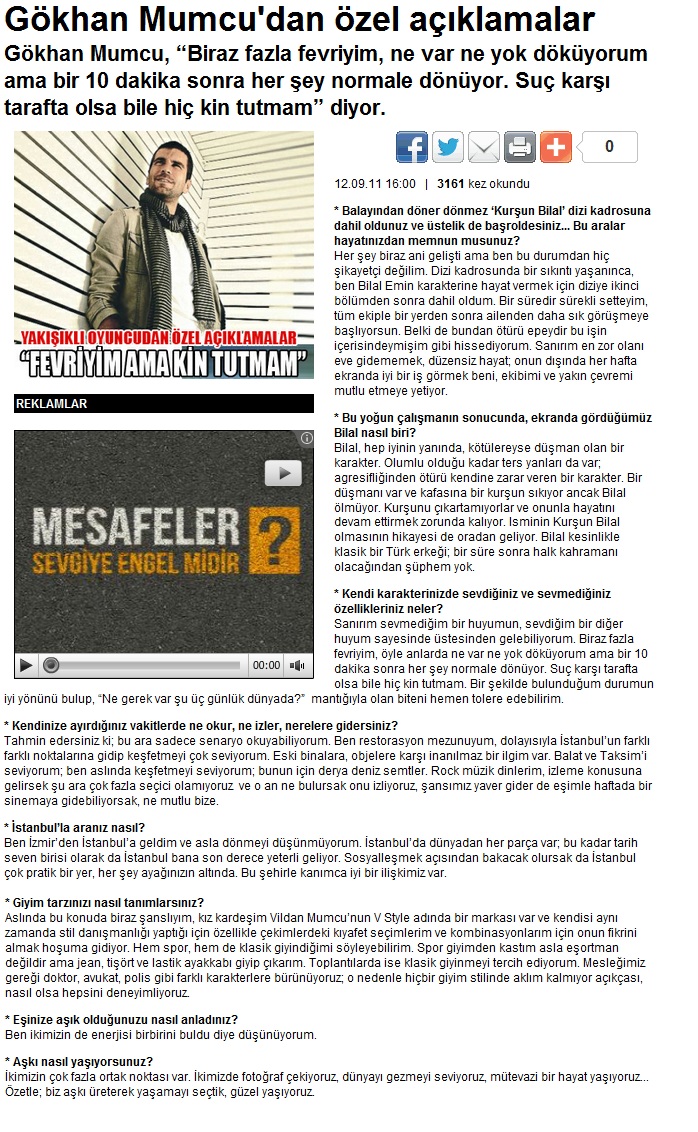 Gökhan Mumcu'dan özel açıklamalar
Gökhan Mumcu, “Biraz fazla fevriyim, ne var ne yok döküyorum
ama bir 10 dakika sonra her şey normale dönüyor. Suç karşı
tarafta olsa bile hiç kin tutmam” diyor.
YAKIŞIKLI OYUNCUDAN ÖZEL AÇIKLAMALAR
“FEVRİYİM AMA KİN TUTMAM”
REKLAMLAR
MESAFELER
SEVGİYE ENGEL MİDİR
?
00:00
0
12.09.11 16:00 | 3161 kez okundu
* Balayından döner dönmez ‘Kurşun Bilal’ dizi kadrosuna
dahil oldunuz ve üstelik de başroldesiniz... Bu aralar
hayatınızdan memnun musunuz?
Her şey biraz ani gelişti ama ben bu durumdan hiç
şikayetçi değilim. Dizi kadrosunda bir sıkıntı yaşanınca,
ben Bilal Emin karakterine hayat vermek için diziye ikinci
bölümden sonra dahil oldum. Bir süredir sürekli setteyim,
tüm ekiple bir yerden sonra ailenden daha sık görüşmeye
başlıyorsun. Belki de bundan ötürü epeydir bu işin
içerisindeymişim gibi hissediyorum. Sanırım en zor olanı
eve gidememek, düzensiz hayat; onun dışında her hafta
ekranda iyi bir iş görmek beni, ekibimi ve yakın çevremi
mutlu etmeye yetiyor.
* Bu yoğun çalışmanın sonucunda, ekranda gördüğümüz
Bilal nasıl biri?
Bilal, hep iyinin yanında, kötülereyse düşman olan bir
karakter. Olumlu olduğu kadar ters yanları da var;
agresifliğinden ötürü kendine zarar veren bir karakter. Bir
düşmanı var ve kafasına bir kurşun sıkıyor ancak Bilal
ölmüyor. Kurşunu çıkartamıyorlar ve onunla hayatını
devam ettirmek zorunda kalıyor. Isminin Kurşun Bilal
olmasının hikayesi de oradan geliyor. Bilal kesinlikle
klasik bir Türk erkeği; bir süre sonra halk kahramanı
olacağından şüphem yok.
* Kendi karakterinizde sevdiğiniz ve sevmediğiniz
özellikleriniz neler?
Sanırım sevmediğim bir huyumun, sevdiğim bir diğer
huyum sayesinde üstesinden gelebiliyorum. Biraz fazla
fevriyim, öyle anlarda ne var ne yok döküyorum ama bir 10
dakika sonra her şey normale dönüyor. Suç karşı tarafta
olsa bile hiç kin tutmam. Bir şekilde bulunduğum durumun
iyi yönünü bulup, “Ne gerek var şu üç günlük dünyada?” mantığıyla olan biteni hemen tolere edebilirim.
* Kendinize ayırdığınız vakitlerde ne okur, ne izler, nerelere gidersiniz?
Tahmin edersiniz ki; bu ara sadece senaryo okuyabiliyorum. Ben restorasyon mezunuyum, dolayısıyla İstanbul’un farklı
farklı noktalarına gidip keşfetmeyi çok seviyorum. Eski binalara, objelere karşı inanılmaz bir ilgim var. Balat ve Taksim’i
seviyorum; ben aslında keşfetmeyi seviyorum; bunun için derya deniz semtler. Rock müzik dinlerim, izleme konusuna
gelirsek şu ara çok fazla seçici olamıyoruz ve o an ne bulursak onu izliyoruz, şansımız yaver gider de eşimle haftada bir
sinemaya gidebiliyorsak, ne mutlu bize.
* İstanbul’la aranız nasıl?
Ben İzmir’den İstanbul’a geldim ve asla dönmeyi düşünmüyorum. İstanbul’da dünyadan her parça var; bu kadar tarih
seven birisi olarak da İstanbul bana son derece yeterli geliyor. Sosyalleşmek açısından bakacak olursak da İstanbul
çok pratik bir yer, her şey ayağınızın altında. Bu şehirle kanımca iyi bir ilişkimiz var.
* Giyim tarzınızı nasıl tanımlarsınız?
Aslında bu konuda biraz şanslıyım, kız kardeşim Vildan Mumcu’nun V Style adında bir markası var ve kendisi aynı
zamanda stil danışmanlığı yaptığı için özellikle çekimlerdeki kıyafet seçimlerim ve kombinasyonlarım için onun fikrini
almak hoşuma gidiyor. Hem spor, hem de klasik giyindiğimi söyleyebilirim. Spor giyimden kastım asla eşortman
değildir ama jean, tişört ve lastik ayakkabı giyip çıkarım. Toplantılarda ise klasik giyinmeyi tercih ediyorum. Mesleğimiz
gereği doktor, avukat, polis gibi farklı karakterlere bürünüyoruz; o nedenle hiçbir giyim stilinde aklım kalmıyor açıkçası,
nasıl olsa hepsini deneyimliyoruz.
* Eşinize aşık olduğunuzu nasıl anladınız?
Ben ikimizin de enerjisi birbirini buldu diye düşünüyorum.
* Aşkı nasıl yaşıyorsunuz?
İkimizin çok fazla ortak noktası var. İkimizde fotoğraf çekiyoruz, dünyayı gezmeyi seviyoruz, mütevazi bir hayat yaşıyoruz...
Özetle; biz aşkı üreterek yaşamayı seçtik, güzel yaşıyoruz.